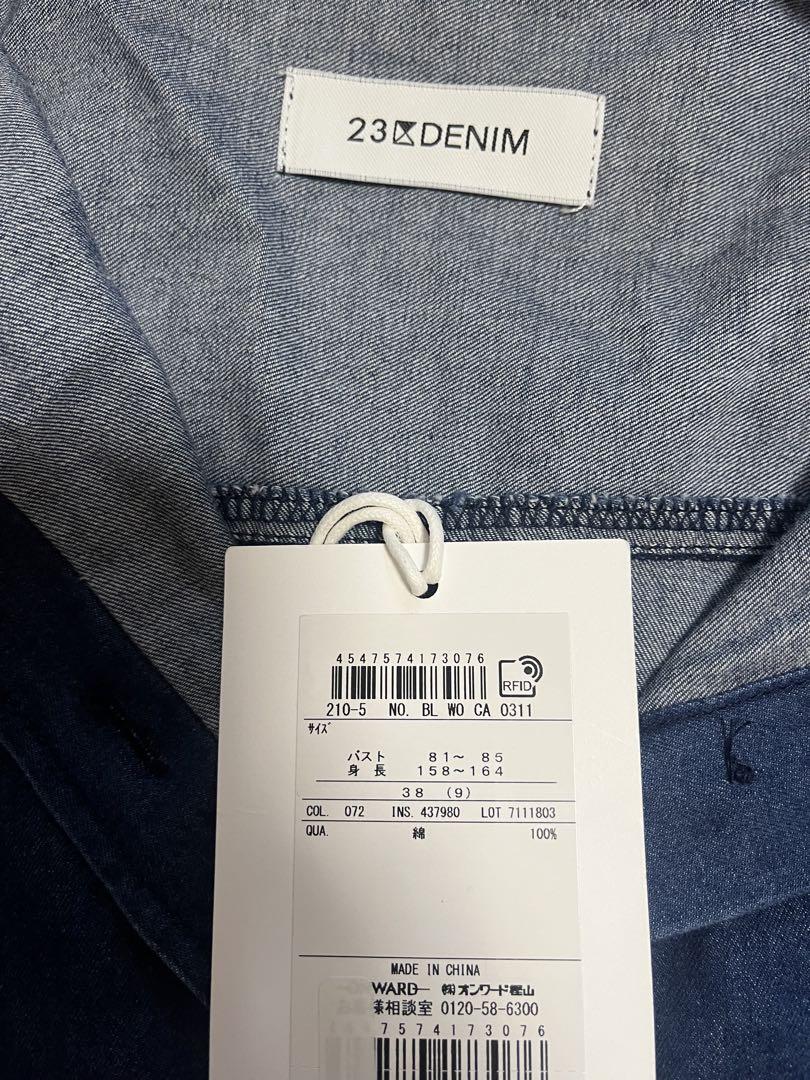 23区DENIM
4547574173076
RFID
210-5 NO. BL WO CA 0311
サイズ
バスト 81～ 85
身長 158～164
38 (9)
COL. 072 INS. 437980 LOT 7111803
QUA. 綿 100%
MADE IN CHINA
WARD ㈱オンワード樫山
様相談室 0120-58-6300
7574173076